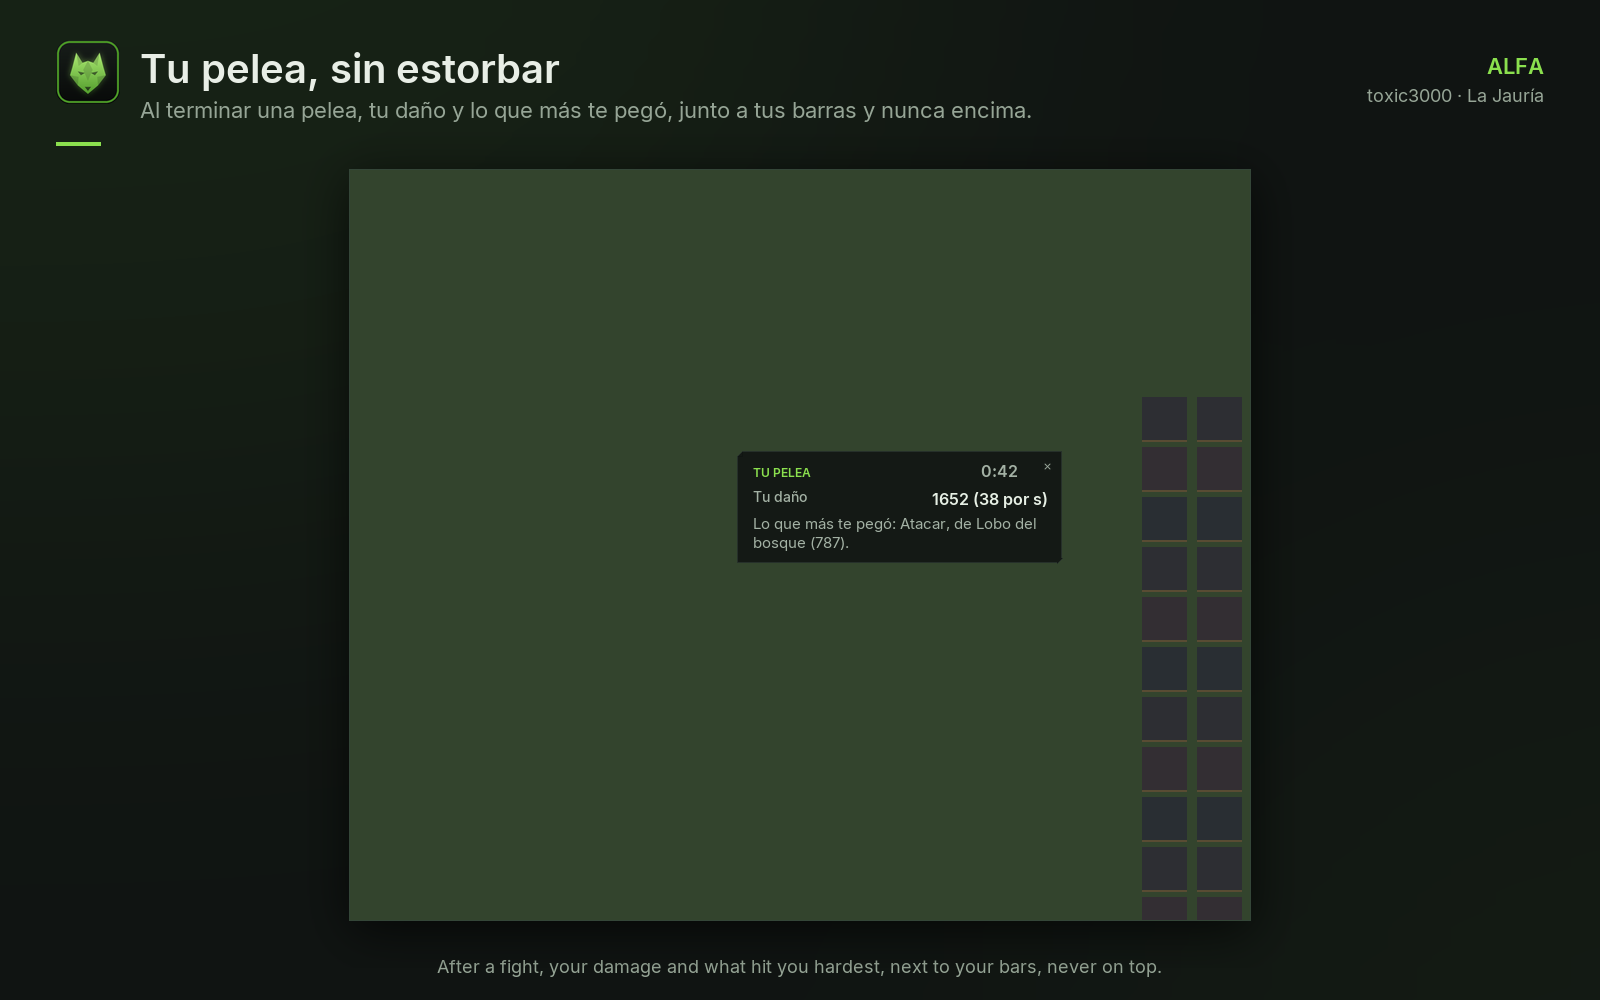 Tu pelea, sin estorbar
Al terminar una pelea, tu daño y lo que más te pegó, junto a tus barras y nunca encima.
ALFA
toxic3000 · La Jauría
TU PELEA 0:42 ×
Tu daño 1652 (38 por s)
Lo que más te pegó: Atacar, de Lobo del
bosque (787).
After a fight, your damage and what hit you hardest, next to your bars, never on top.